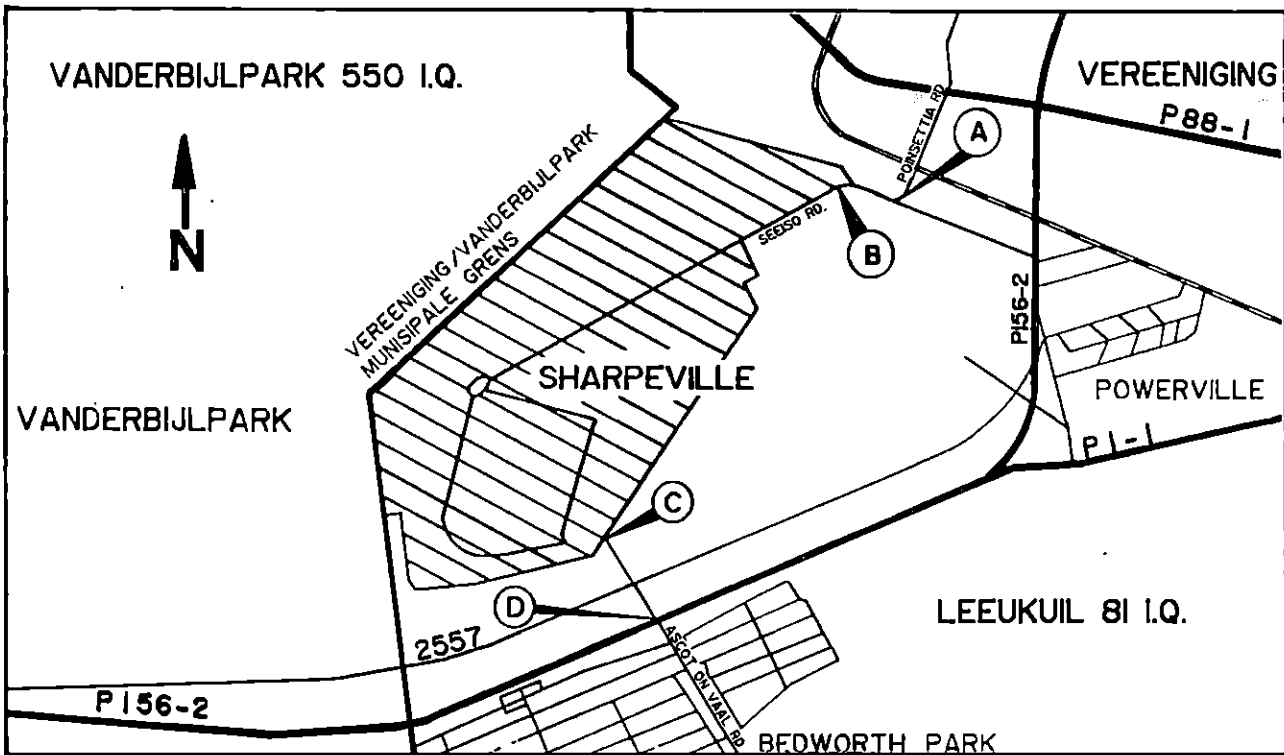 VANDERBIJLPARK 550 I.Q.
VEREENIGING
P88-1
POINSETTIA RD
A
N
VEREENIGING/VANDERBIJLPARK
MUNISIPALE GRENS
SEEISO RD.
B
P156-2
SHARPEVILLE
POWERVILLE
VANDERBIJLPARK
P1-1
C
D
LEEUKUIL 81 I.Q.
2557
ASCOT ON VAAL RD
P156-2
BEDWORTH PARK